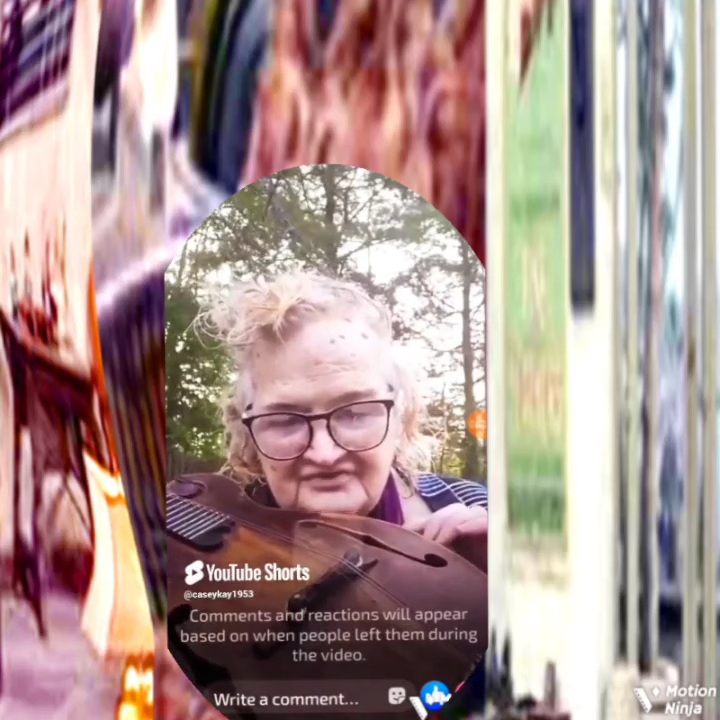 YouTube Shorts
@caseykay1953
Comments and reactions will appear
based on when people left them during
the video.
Write a comment...
Motion
Ninja